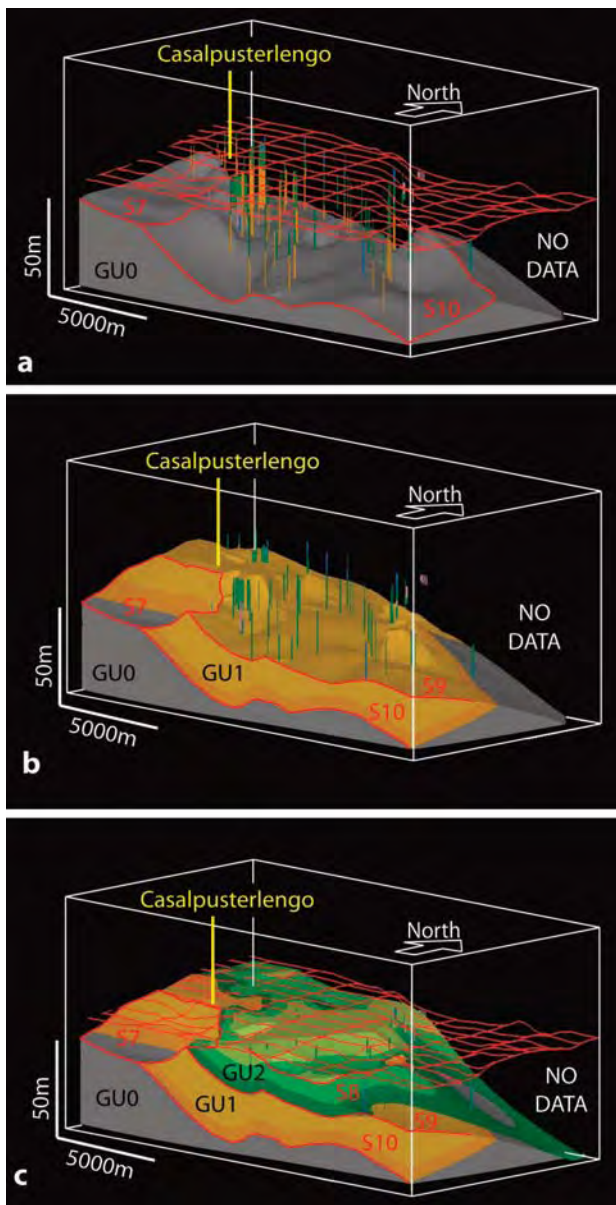 Casalpusterlengo
North
S7
GU0
S10
NO
DATA
50m
5000m
a
Casalpusterlengo
North
S7
GU0
GU1
S9
S10
NO
DATA
50m
5000m
b
Casalpusterlengo
North
S7
GU2
GU0
GU1
S8
S9
S10
NO
DATA
50m
5000m
c